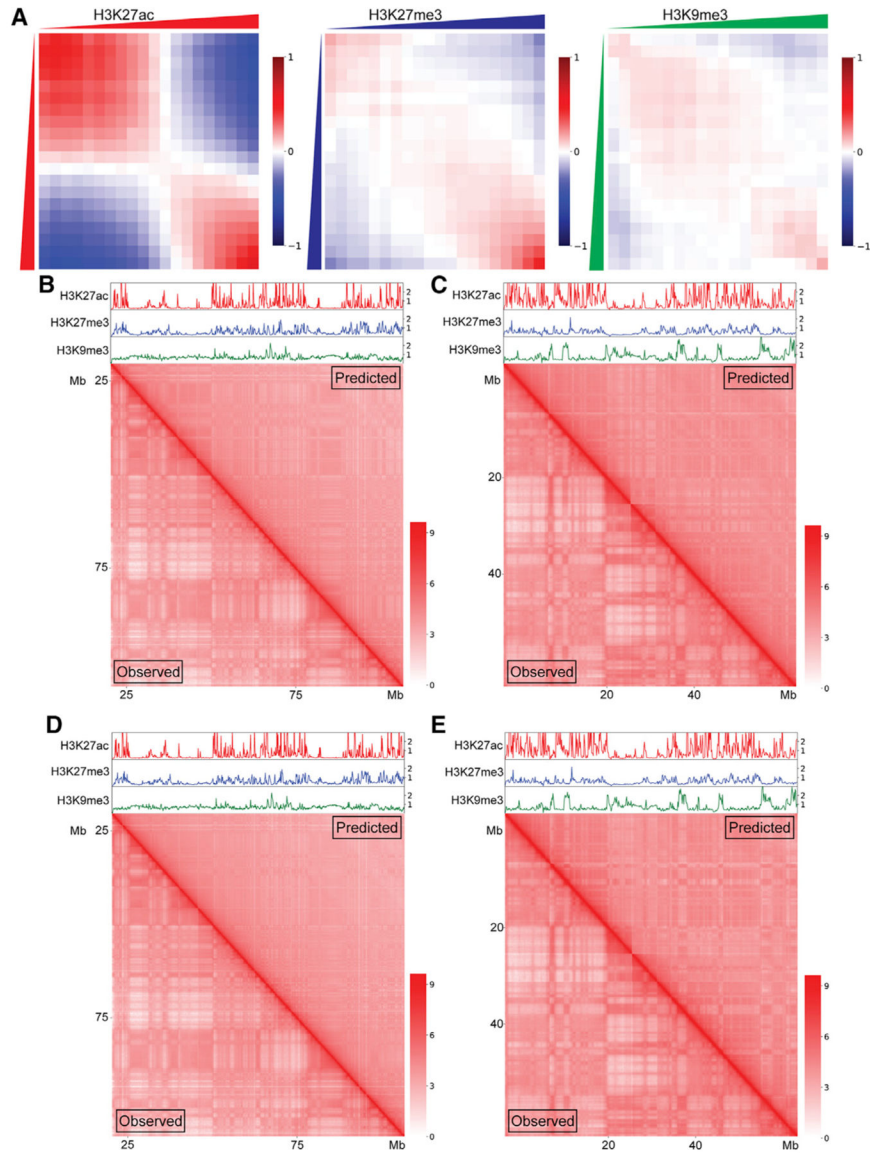 A
H3K27ac
H3K27me3
H3K9me3
1
0
−1
1
0
−1
1
0
−1
B
H3K27ac
2
1
H3K27me3
2
1
H3K9me3
2
1
Mb
25
75
Predicted
Observed
25
75
Mb
9
6
3
0
C
H3K27ac
2
1
H3K27me3
2
1
H3K9me3
2
1
Mb
20
40
Predicted
Observed
20
40
Mb
9
6
3
0
D
H3K27ac
2
1
H3K27me3
2
1
H3K9me3
2
1
Mb
25
75
Predicted
Observed
25
75
Mb
9
6
3
0
E
H3K27ac
2
1
H3K27me3
2
1
H3K9me3
2
1
Mb
20
40
Predicted
Observed
20
40
Mb
9
6
3
0